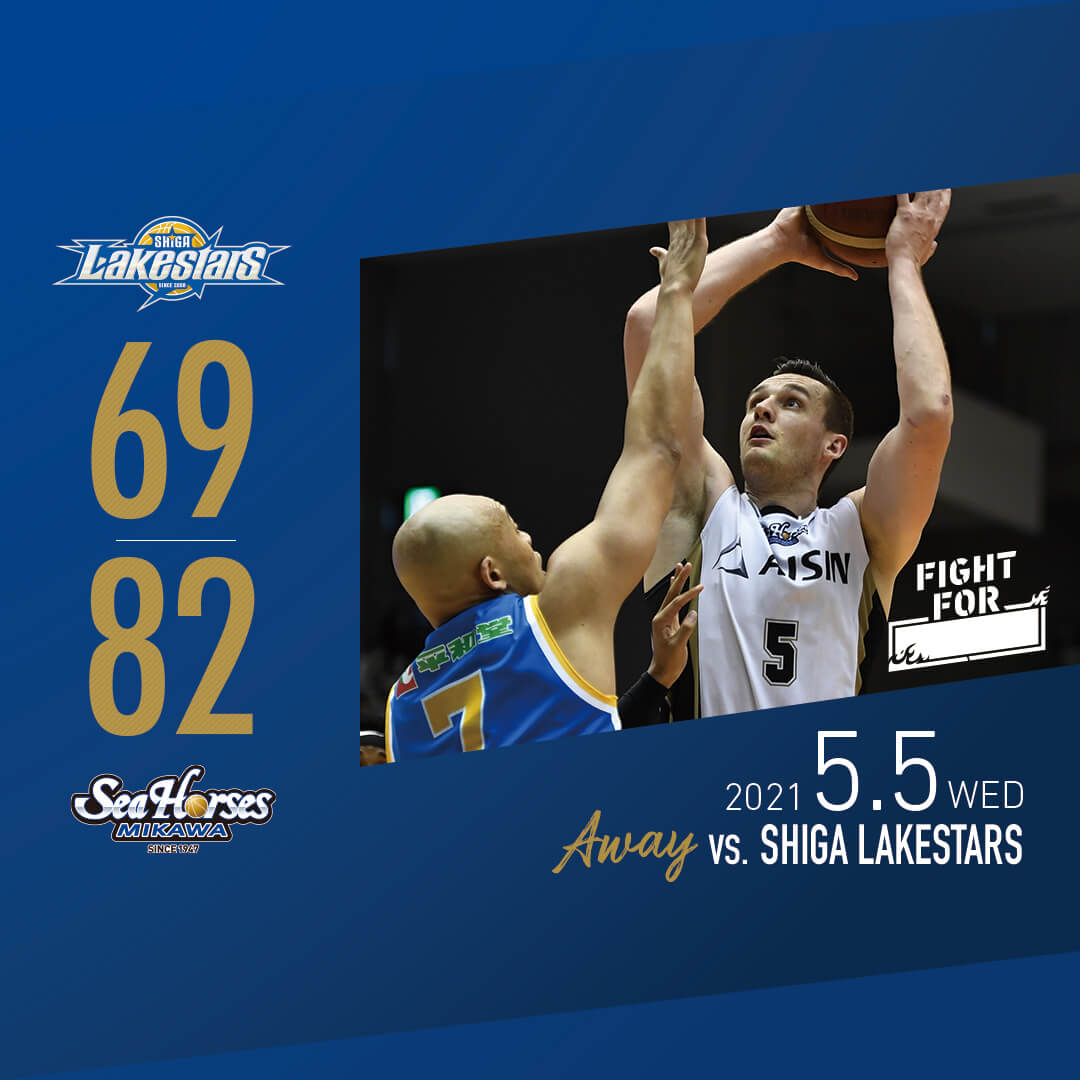 SHIGA
Lakestars
SINCE 2008
69
82
SeaHorses
MIKAWA
SINCE 1947
AISIN
5
7
FIGHT
FOR
2021 5.5 WED
Away vs. SHIGA LAKESTARS